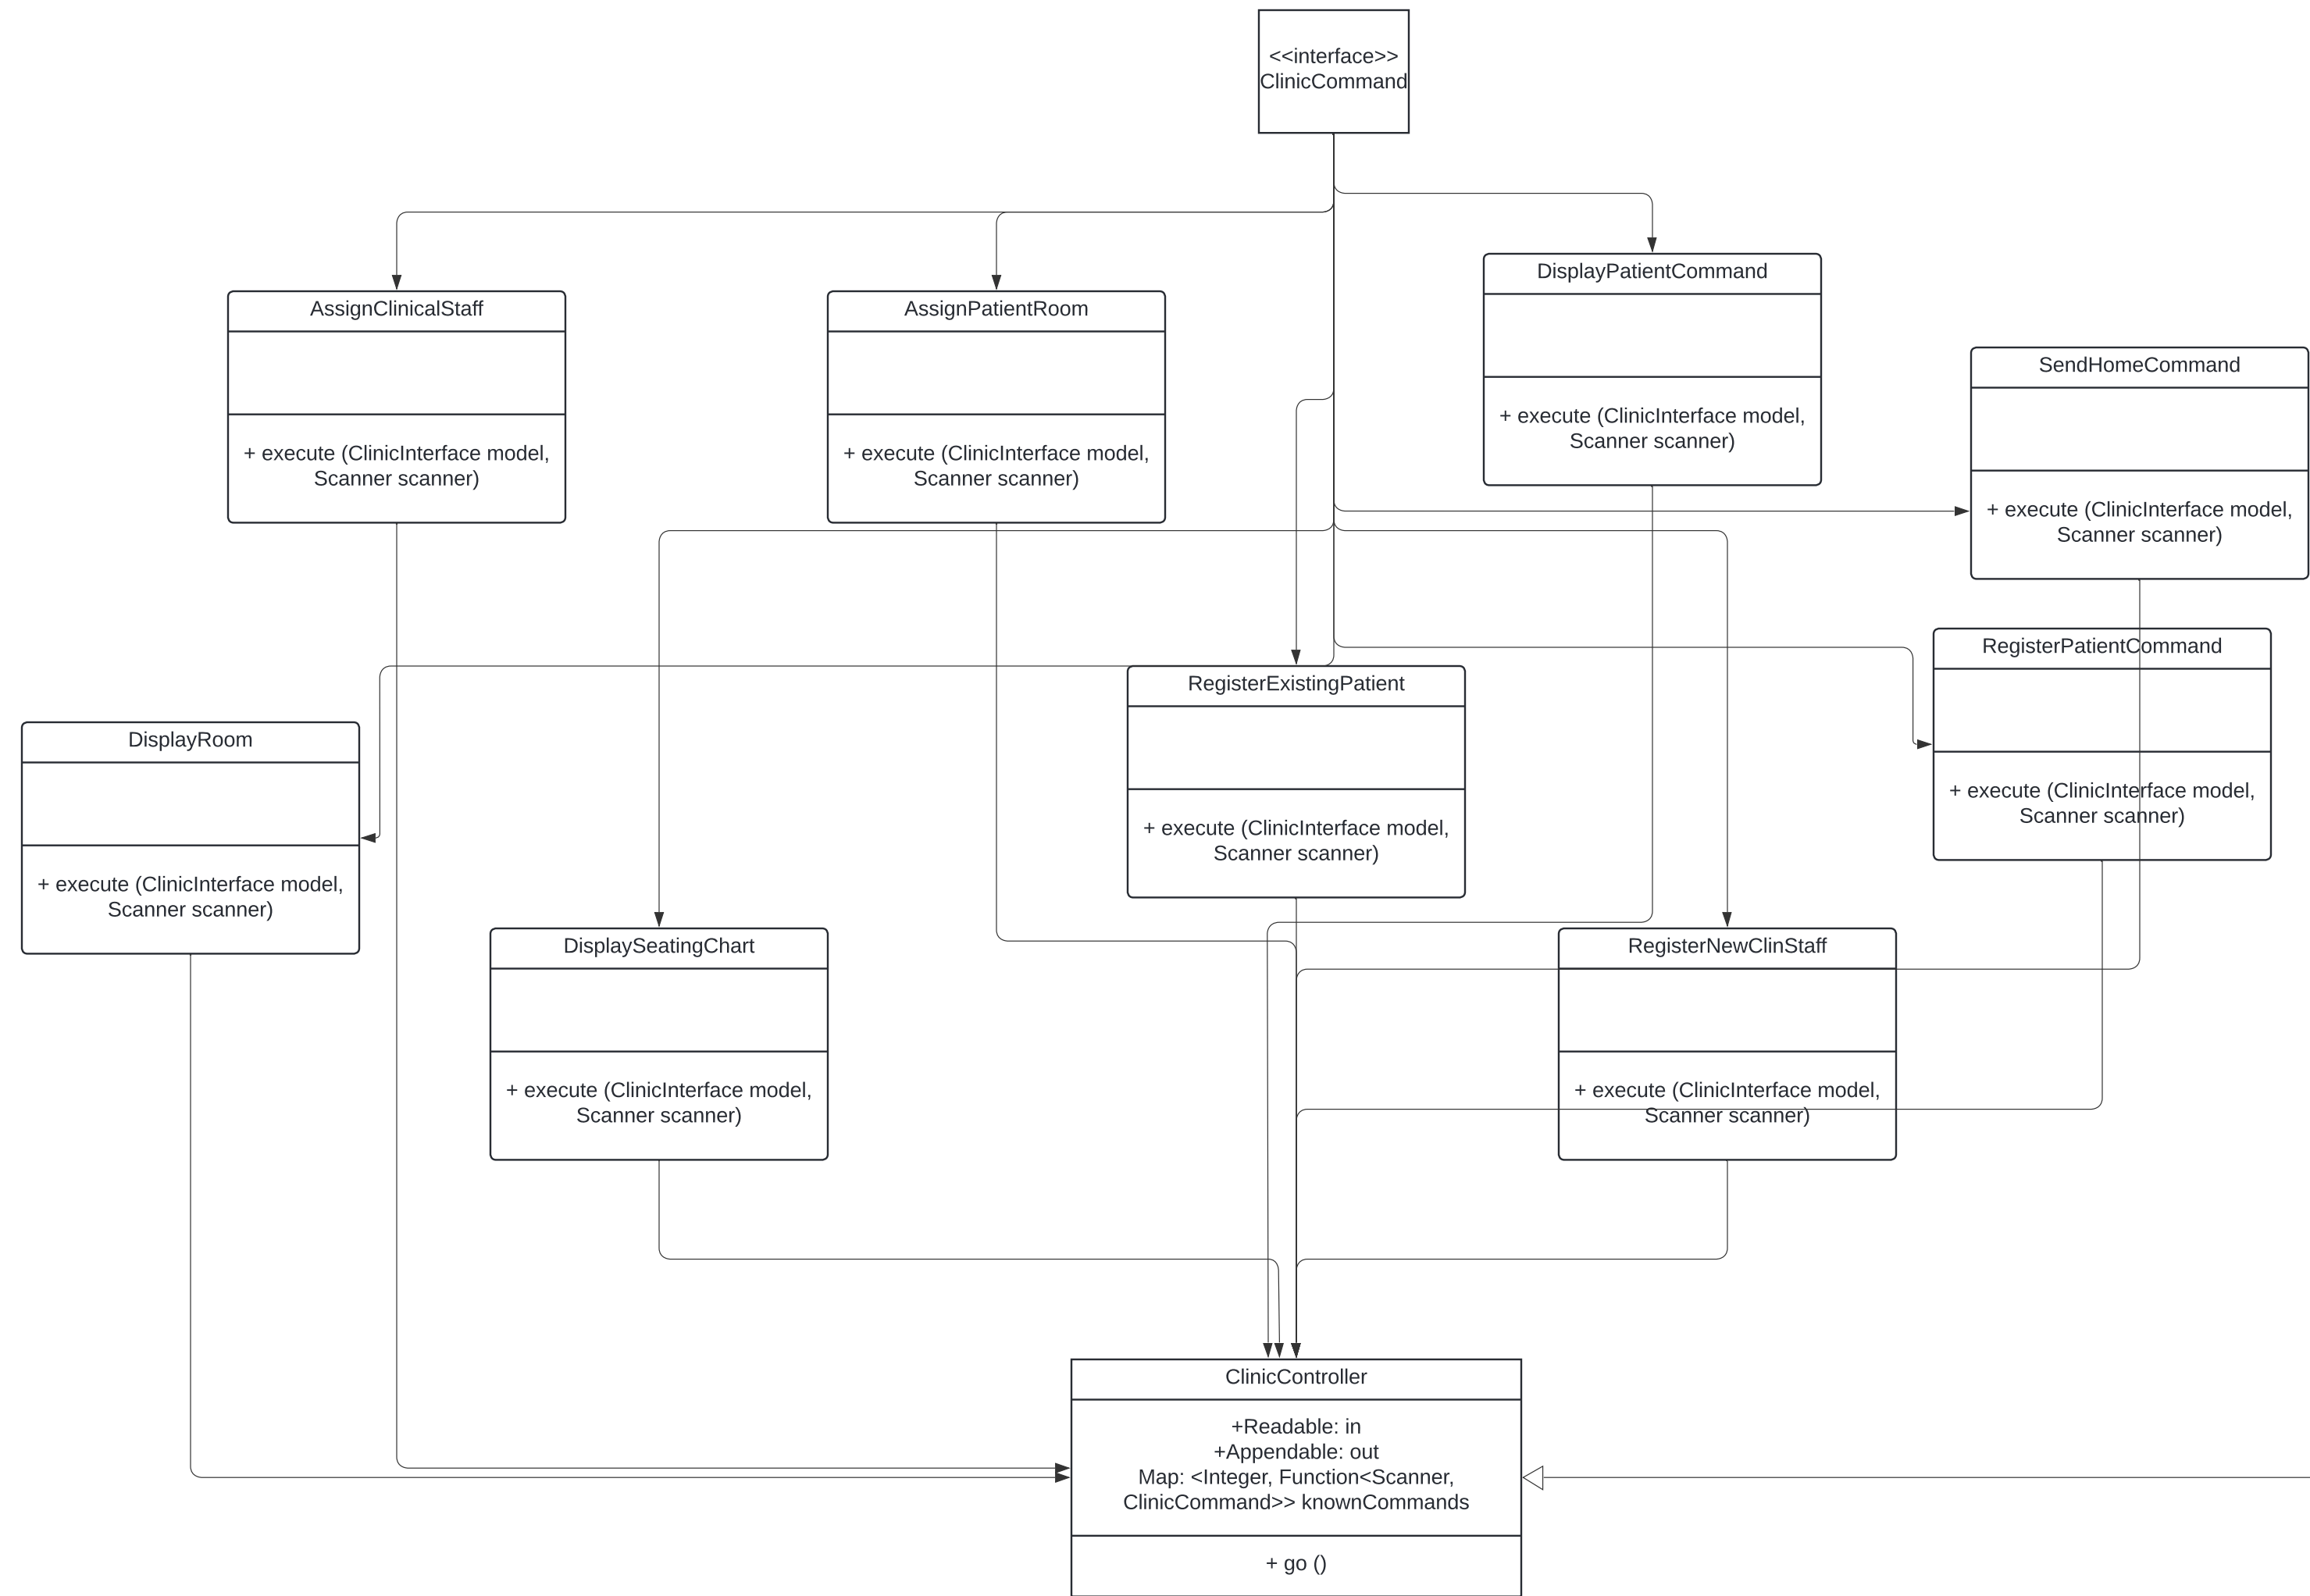 <<interface>>
ClinicCommand
DisplayPatientCommand
+ execute (ClinicInterface model,
Scanner scanner)
AssignClinicalStaff
+ execute (ClinicInterface model,
Scanner scanner)
AssignPatientRoom
+ execute (ClinicInterface model,
Scanner scanner)
SendHomeCommand
+ execute (ClinicInterface model,
Scanner scanner)
RegisterPatientCommand
+ execute (ClinicInterface model,
Scanner scanner)
RegisterExistingPatient
+ execute (ClinicInterface model,
Scanner scanner)
DisplayRoom
+ execute (ClinicInterface model,
Scanner scanner)
DisplaySeatingChart
+ execute (ClinicInterface model,
Scanner scanner)
RegisterNewClinStaff
+ execute (ClinicInterface model,
Scanner scanner)
ClinicController
+Readable: in
+Appendable: out
Map: <Integer, Function<Scanner,
ClinicCommand>> knownCommands
+ go ()